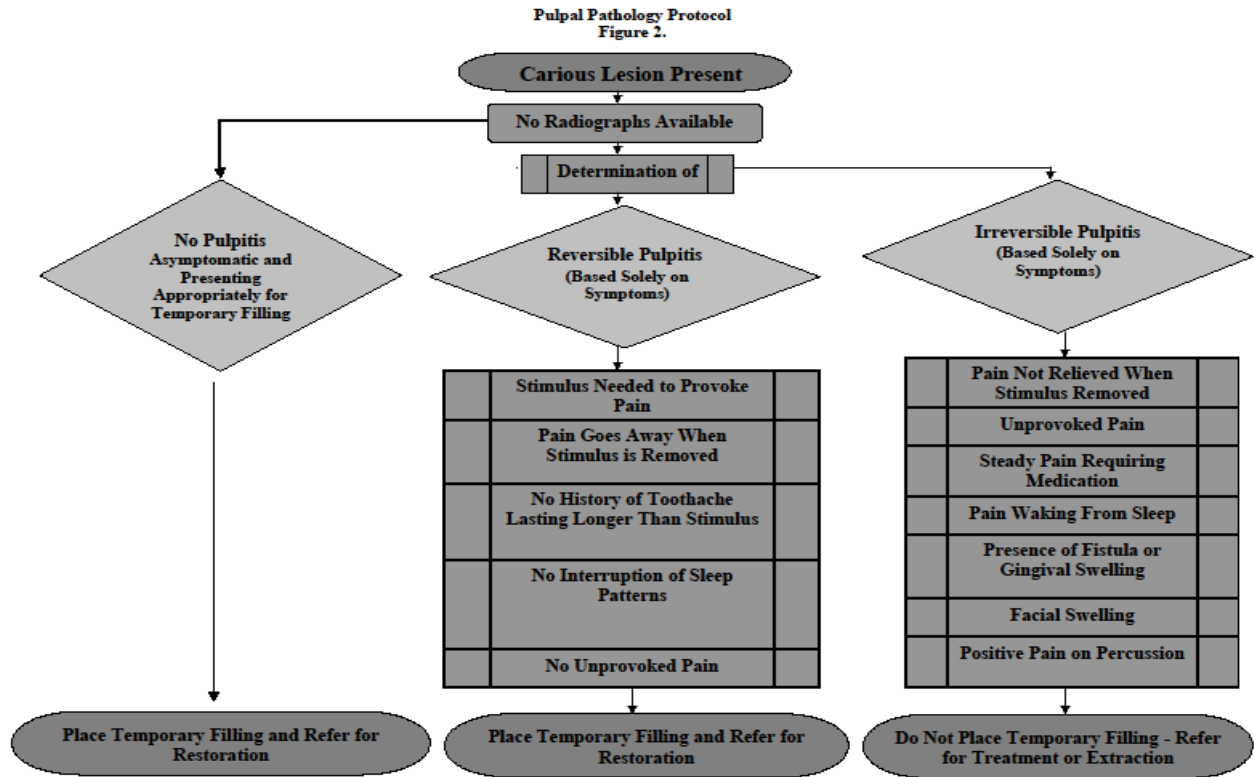 Pulpal Pathology Protocol
Figure 2.
Carious Lesion Present
No Radiographs Available
Determination of
No Pulpitis
Asymptomatic and
Presenting
Appropriately for
Temporary Filling
Reversible Pulpitis
(Based Solely on
Symptoms)
Irreversible Pulpitis
(Based Solely on
Symptoms)
Stimulus Needed to Provoke
Pain
Pain Goes Away When
Stimulus is Removed
No History of Toothache
Lasting Longer Than Stimulus
No Interruption of Sleep
Patterns
No Unprovoked Pain
Pain Not Relieved When
Stimulus Removed
Unprovoked Pain
Steady Pain Requiring
Medication
Pain Waking From Sleep
Presence of Fistula or
Gingival Swelling
Facial Swelling
Positive Pain on Percussion
Place Temporary Filling and Refer for
Restoration
Place Temporary Filling and Refer for
Restoration
Do Not Place Temporary Filling - Refer
for Treatment or Extraction